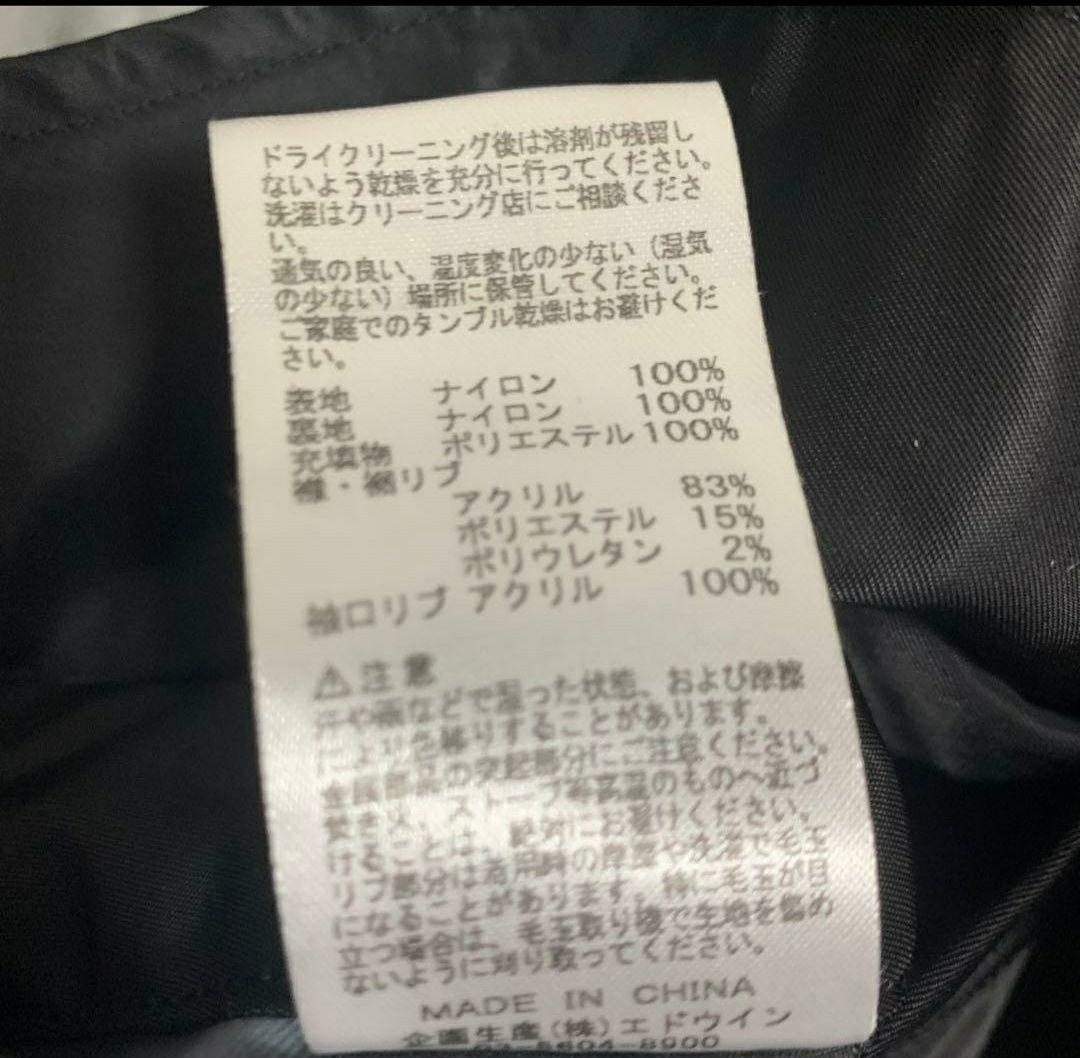 ドライクリーニング後は溶剤が残留し
ないよう乾燥を充分に行ってください。
洗濯はクリーニング店にご相談くださ
い。
通気の良い、温度変化の少ない（湿気
の少ない）場所に保管してください。
ご家庭でのタンブル乾燥はお避けくだ
さい。
表地 ナイロン 100%
裏地 ナイロン 100%
充填物 ポリエステル 100%
襟・裾リブ
アクリル 83%
ポリエステル 15%
ポリウレタン 2%
袖口リブ アクリル 100%
⚠注意
汗や雨などで湿った状態、および摩擦
により色移りすることがあります。
金属部品の突起部分にご注意ください。
焚き火、ストーブ等高温のものへ近づ
けることは、絶対にお避けください。
リブ部分は着用時の摩擦や洗濯で毛玉
になることがあります。特に毛玉が目
立つ場合は、毛玉取り機で生地を傷め
ないように刈り取ってください。
MADE IN CHINA
企画生産(株)エドウイン
5604-8900